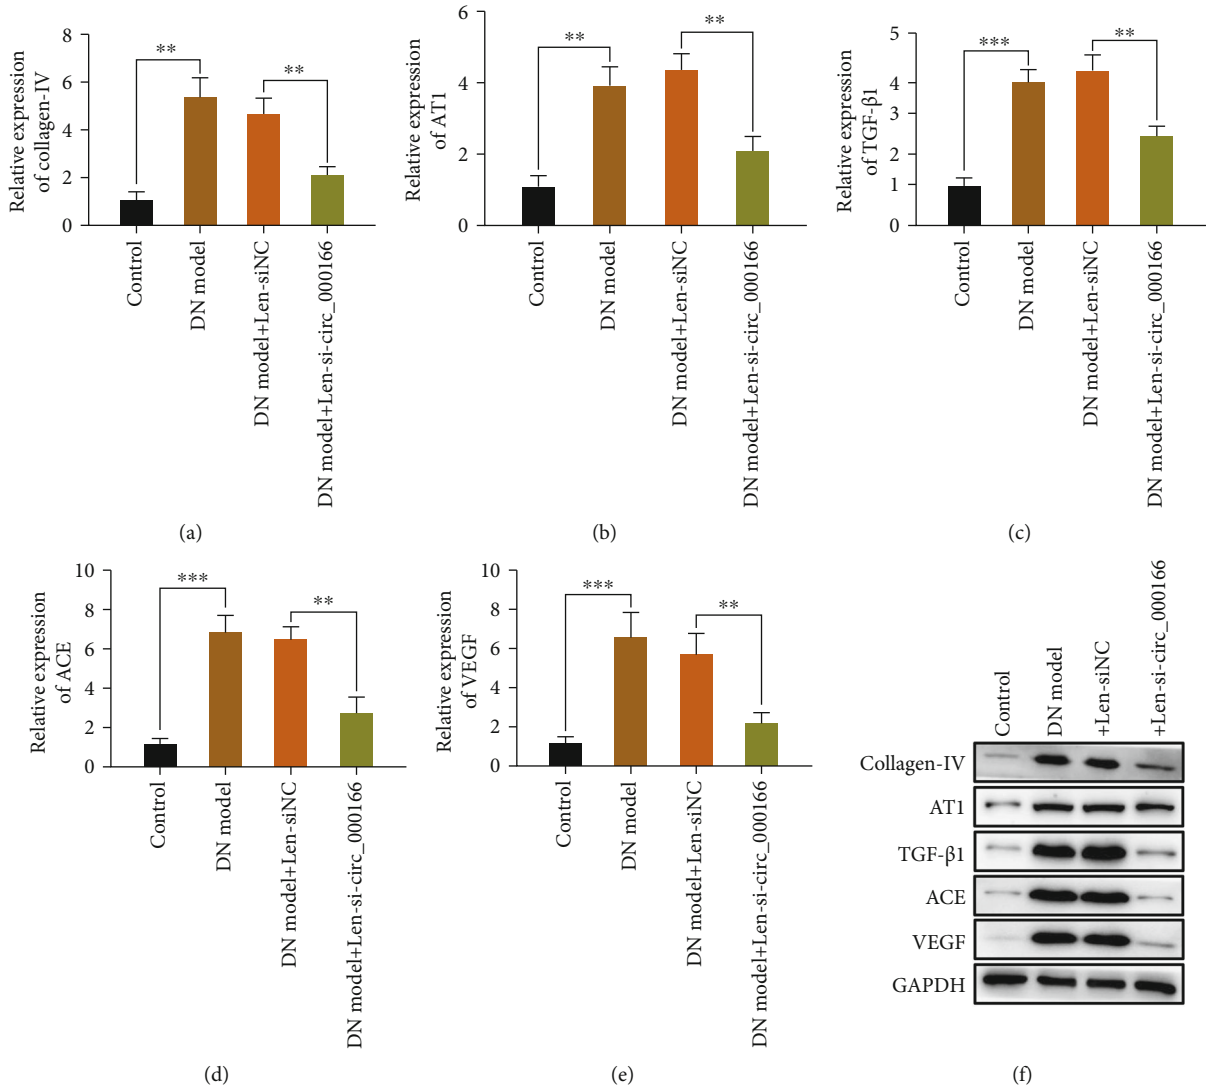 Relative expression
of collagen-IV
8
6
4
2
0
**
**
Control
DN model
DN model+Len-siNC
DN model+Len-si-circ_000166
(a)
Relative expression
of AT1
6
4
2
0
**
**
Control
DN model
DN model+Len-siNC
DN model+Len-si-circ_000166
(b)
Relative expression
of TGF-β1
5
4
3
2
1
0
***
**
Control
DN model
DN model+Len-siNC
DN model+Len-si-circ_000166
(c)
Relative expression
of ACE
10
8
6
4
2
0
***
**
Control
DN model
DN model+Len-siNC
DN model+Len-si-circ_000166
(d)
Relative expression
of VEGF
10
8
6
4
2
0
***
**
Control
DN model
DN model+Len-siNC
DN model+Len-si-circ_000166
(e)
Control
DN model
+Len-siNC
+Len-si-circ_000166
Collagen-IV
AT1
TGF-β1
ACE
VEGF
GAPDH
(f)